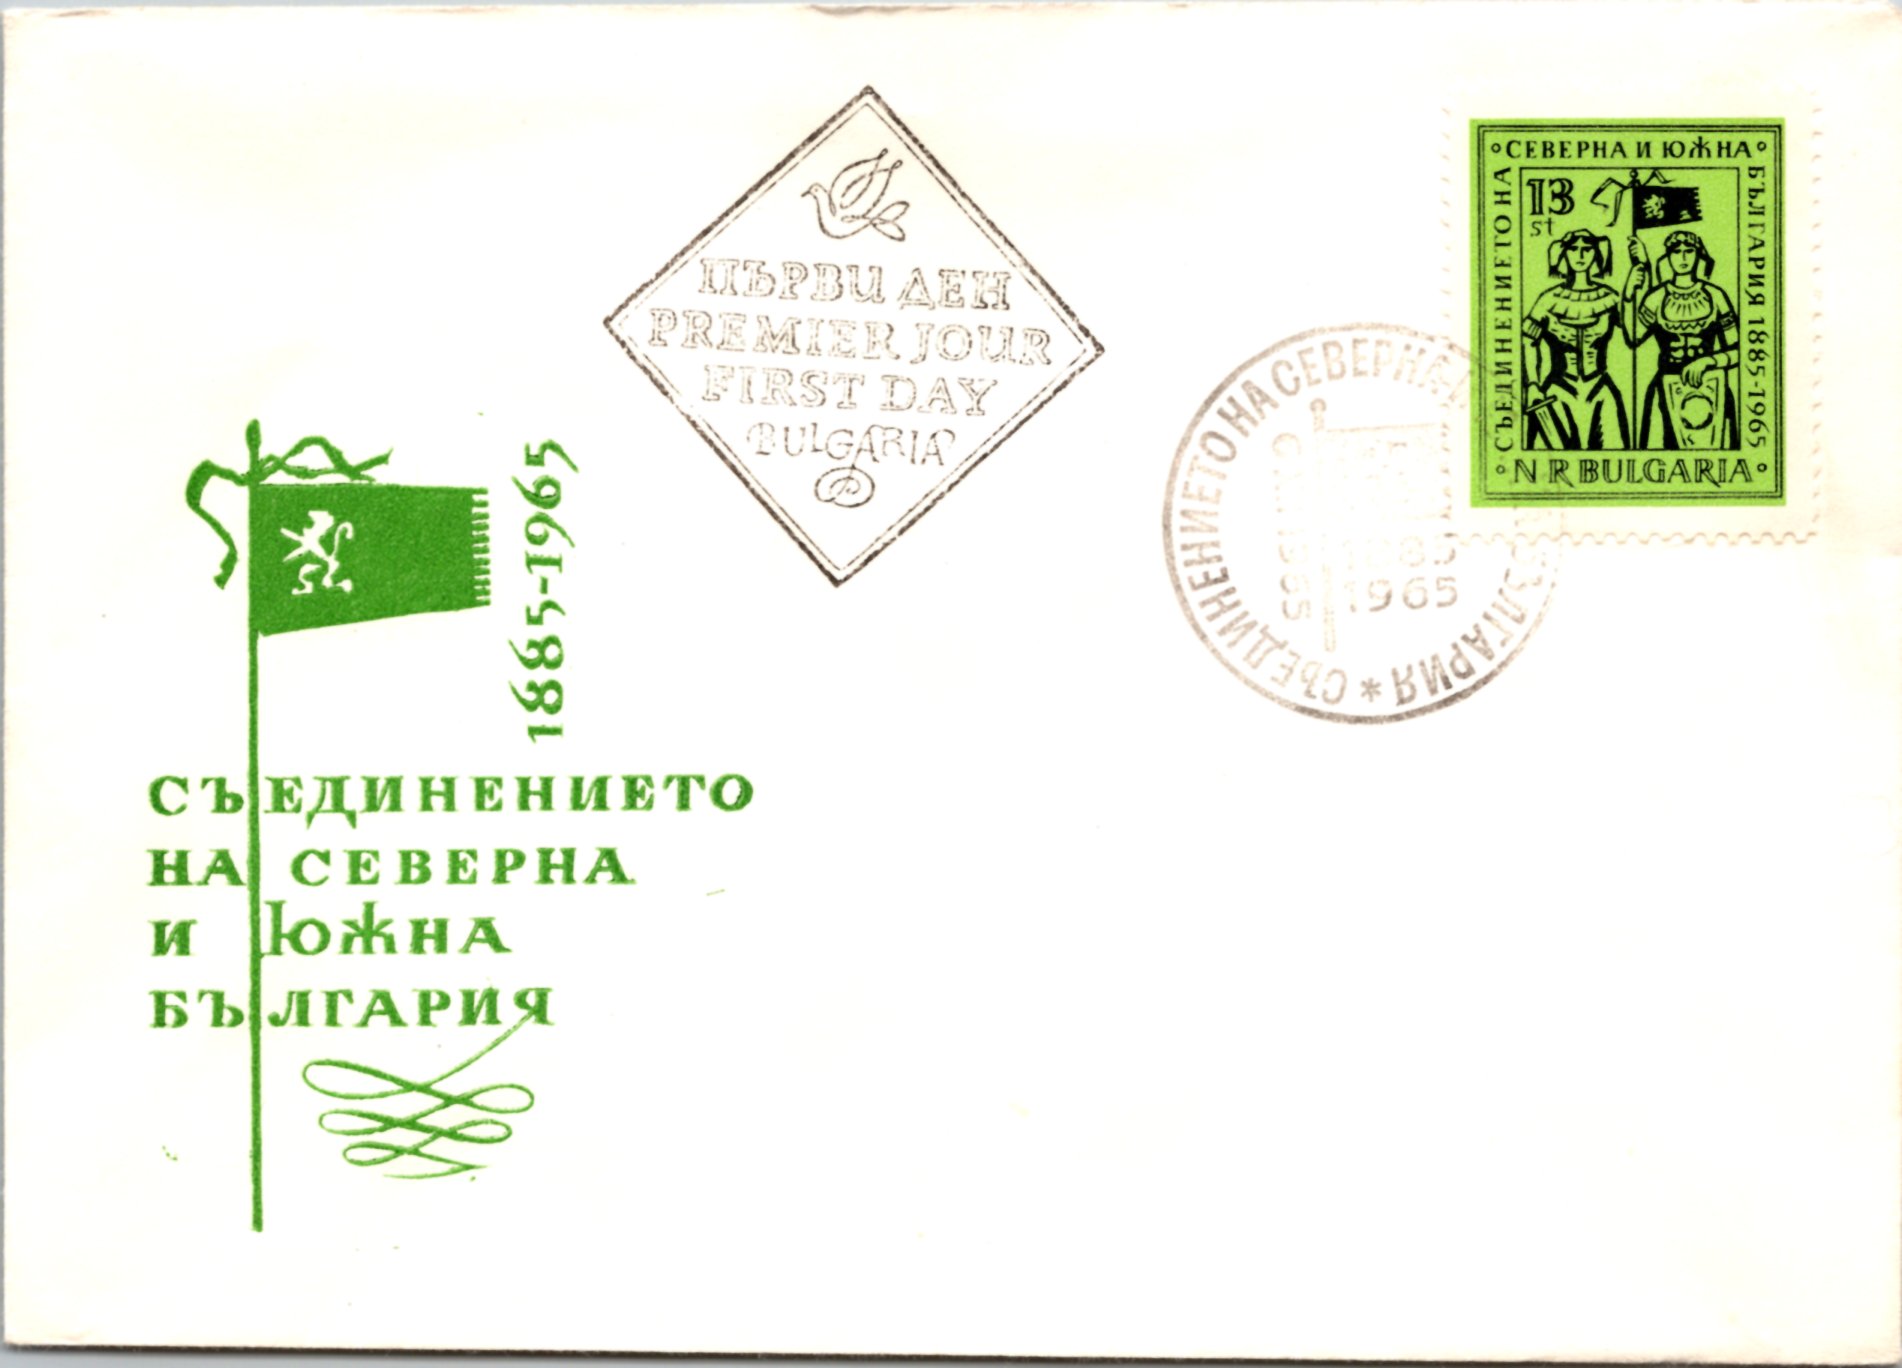 ПЪРВИ ДЕН
PREMIER JOUR
FIRST DAY
BULGARIA
СЕВЕРНА И ЮЖНА
СЪЕДИНЕНИЕТО НА
БЪЛГАРИЯ 1885-1965
13
st
N R BULGARIA
СЪЕДИНЕНИЕТО НА СЕВЕРНА БЪЛГАРИЯ *
1885
1965
1885-1965
СЪЕДИНЕНИЕТО
НА СЕВЕРНА
И ЮЖНА
БЪЛГАРИЯ